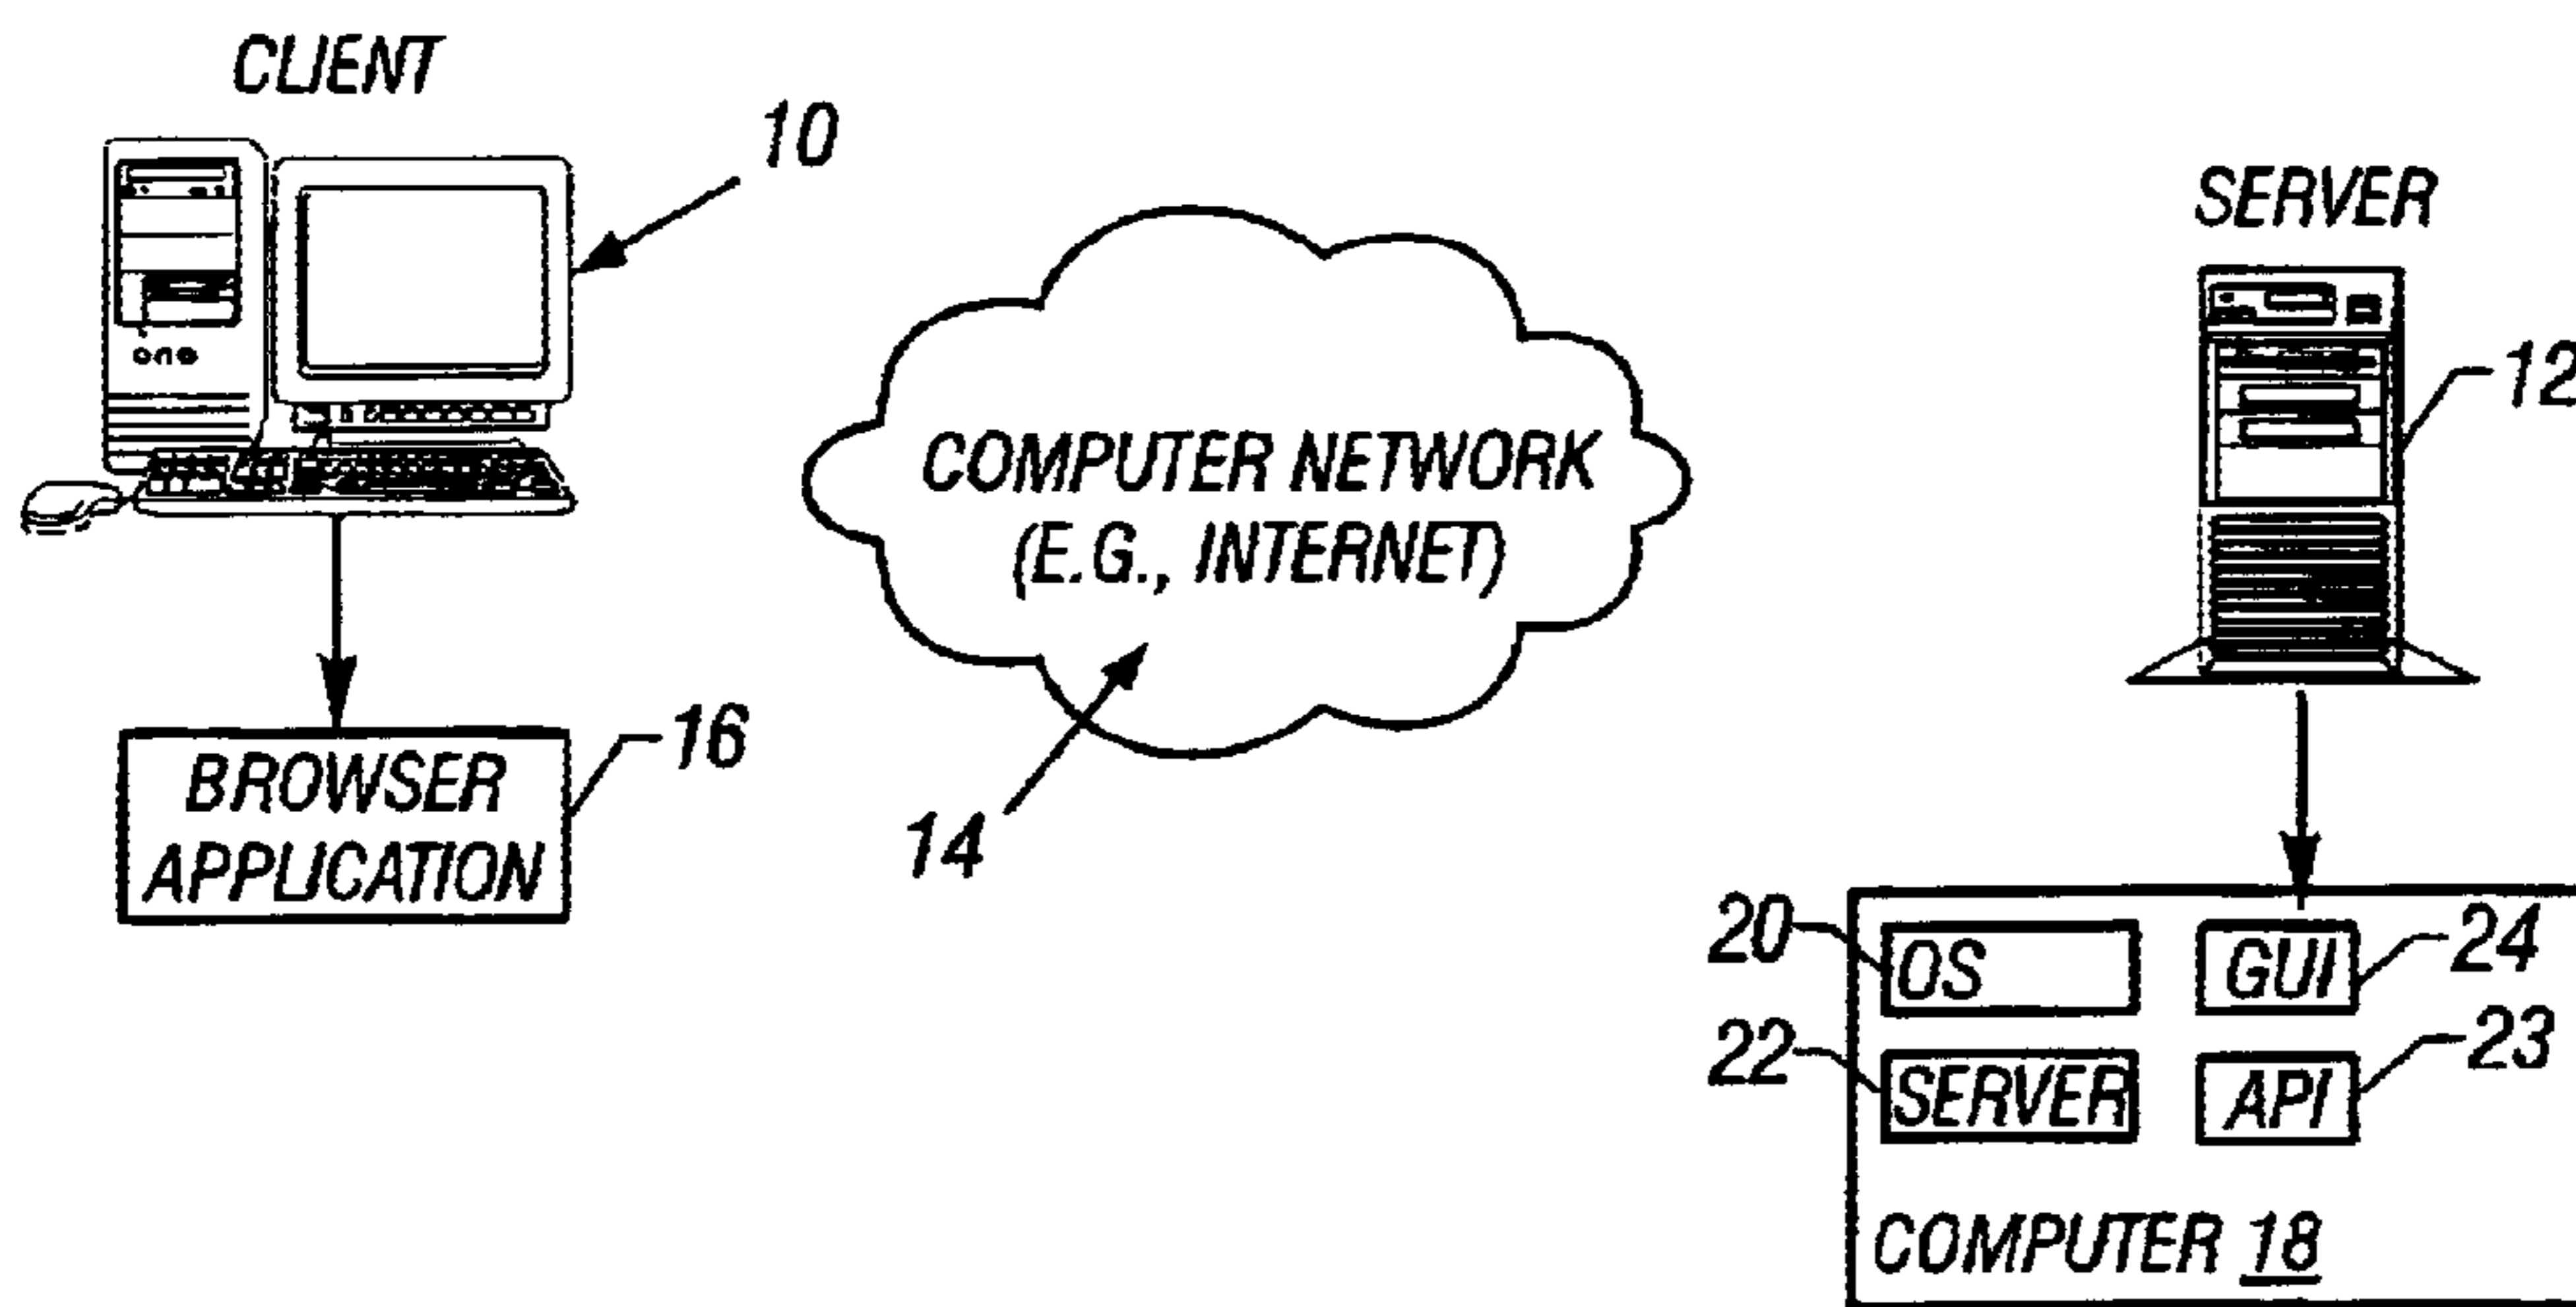 CLIENT
10
one
SERVER
12
COMPUTER NETWORK
(E.G., INTERNET)
14
BROWSER
APPLICATION
16
20
OS
GUI
24
22
SERVER
API
23
COMPUTER 18